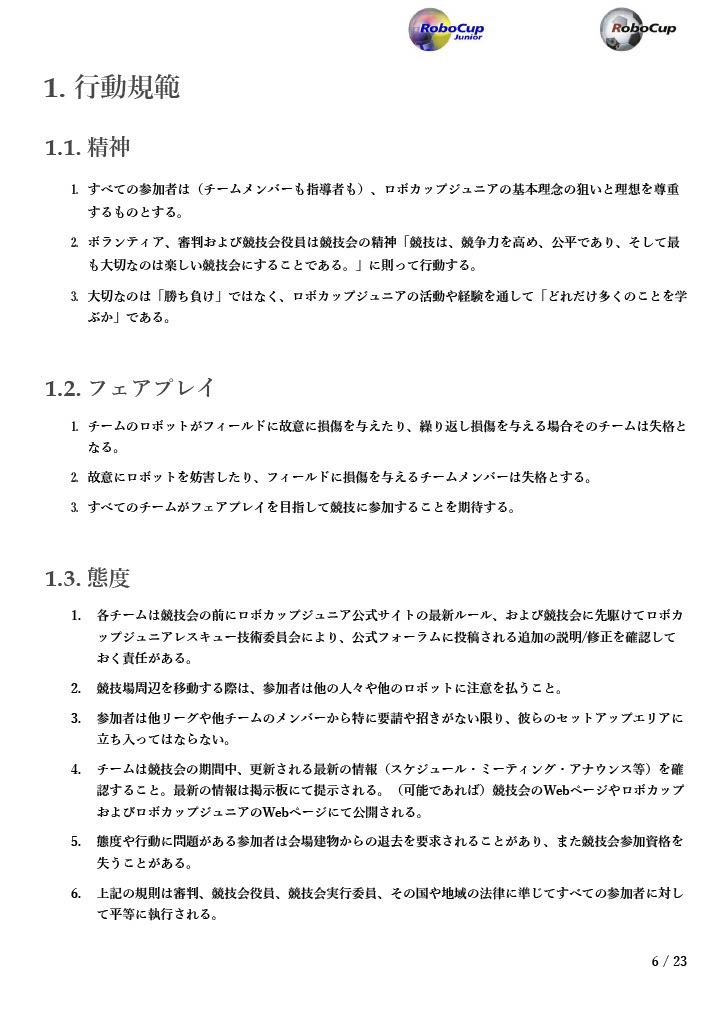 RoboCup
Junior
RoboCup
1. 行動規範
1.1. 精神
1. すべての参加者は（チームメンバーも指導者も）、ロボカップジュニアの基本理念の狙いと理想を尊重
するものとする。
2. ボランティア、審判および競技会役員は競技会の精神「競技は、競争力を高め、公平であり、そして最
も大切なのは楽しい競技会にすることである。」に則って行動する。
3. 大切なのは「勝ち負け」ではなく、ロボカップジュニアの活動や経験を通して「どれだけ多くのことを学
ぶか」である。
1.2. フェアプレイ
1. チームのロボットがフィールドに故意に損傷を与えたり、繰り返し損傷を与える場合そのチームは失格と
なる。
2. 故意にロボットを妨害したり、フィールドに損傷を与えるチームメンバーは失格とする。
3. すべてのチームがフェアプレイを目指して競技に参加することを期待する。
1.3. 態度
1. 各チームは競技会の前にロボカップジュニア公式サイトの最新ルール、および競技会に先駆けてロボカ
ップジュニアレスキュー技術委員会により、公式フォーラムに投稿される追加の説明/修正を確認して
おく責任がある。
2. 競技場周辺を移動する際は、参加者は他の人々や他のロボットに注意を払うこと。
3. 参加者は他リーグや他チームのメンバーから特に要請や招きがない限り、彼らのセットアップエリアに
立ち入ってはならない。
4. チームは競技会の期間中、更新される最新の情報（スケジュール・ミーティング・アナウンス等）を確
認すること。最新の情報は掲示板にて提示される。（可能であれば）競技会のWebページやロボカップ
およびロボカップジュニアのWebページにて公開される。
5. 態度や行動に問題がある参加者は会場建物からの退去を要求されることがあり、また競技会参加資格を
失うことがある。
6. 上記の規則は審判、競技会役員、競技会実行委員、その国や地域の法律に準じてすべての参加者に対し
て平等に執行される。
6 / 23